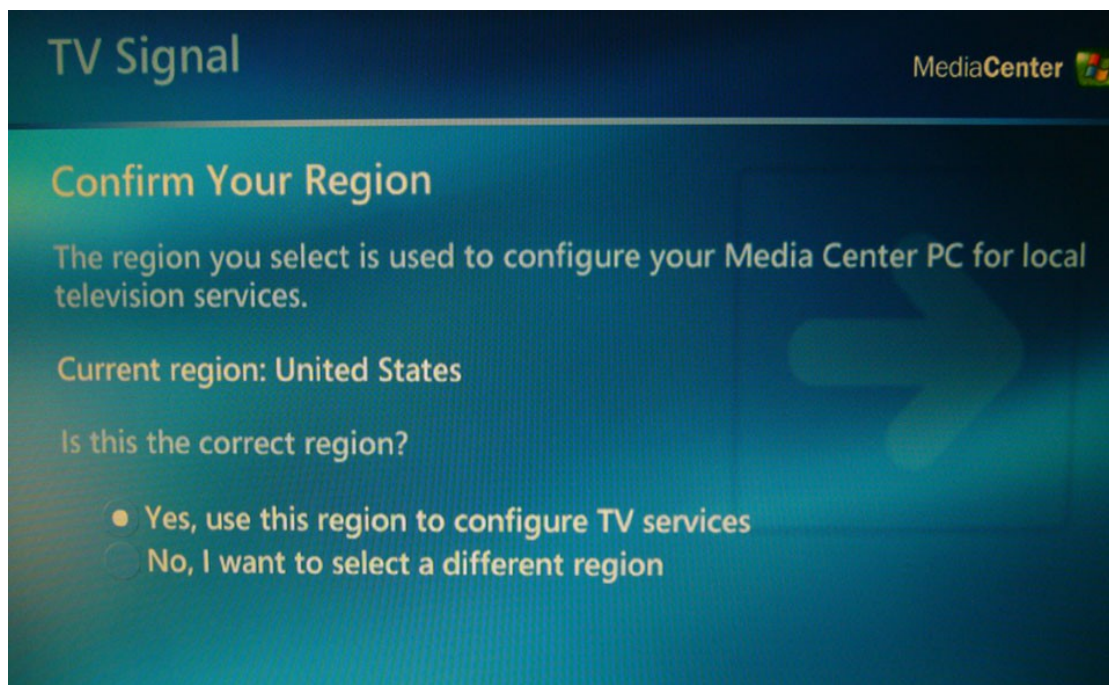 TV Signal
MediaCenter
Confirm Your Region
The region you select is used to configure your Media Center PC for local
television services.
Current region: United States
Is this the correct region?
Yes, use this region to configure TV services
No, I want to select a different region